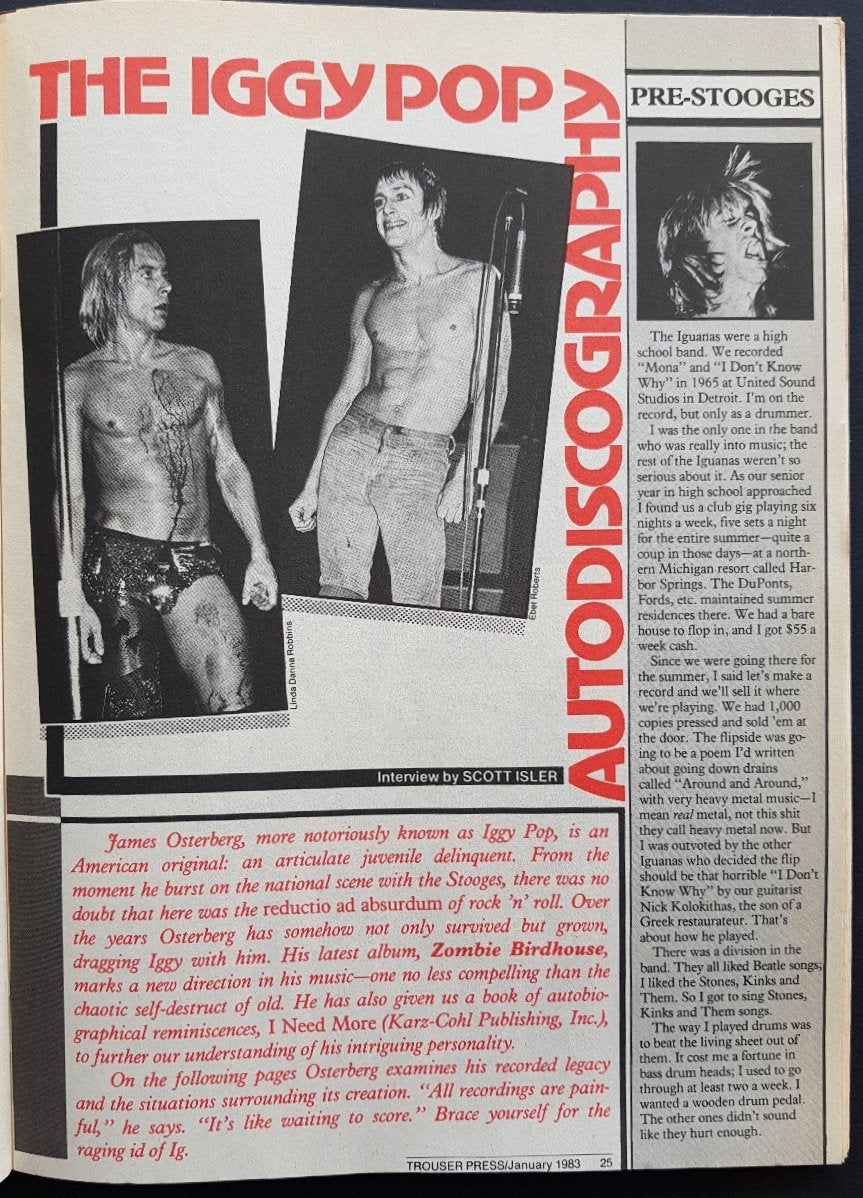 THE IGGY POP
AUTODISCOGRAPHY
Linda Danna Robbins
Ebet Roberts
Interview by SCOTT ISLER
James Osterberg, more notoriously known as Iggy Pop, is an
American original: an articulate juvenile delinquent. From the
moment he burst on the national scene with the Stooges, there was no
doubt that here was the reductio ad absurdum of rock 'n' roll. Over
the years Osterberg has somehow not only survived but grown,
dragging Iggy with him. His latest album, Zombie Birdhouse,
marks a new direction in his music—one no less compelling than the
chaotic self-destruct of old. He has also given us a book of autobio-
graphical reminiscences, I Need More (Karz-Cohl Publishing, Inc.),
to further our understanding of his intriguing personality.
On the following pages Osterberg examines his recorded legacy
and the situations surrounding its creation. "All recordings are pain-
ful," he says. "It's like waiting to score." Brace yourself for the
raging id of Ig.
PRE-STOOGES
The Iguanas were a high
school band. We recorded
"Mona" and "I Don't Know
Why" in 1965 at United Sound
Studios in Detroit. I'm on the
record, but only as a drummer.
I was the only one in the band
who was really into music; the
rest of the Iguanas weren't so
serious about it. As our senior
year in high school approached
I found us a club gig playing six
nights a week, five sets a night
for the entire summer—quite a
coup in those days—at a north-
ern Michigan resort called Har-
bor Springs. The DuPonts,
Fords, etc. maintained summer
residences there. We had a bare
house to flop in, and I got $55 a
week cash.
Since we were going there for
the summer, I said let's make a
record and we'll sell it where
we're playing. We had 1,000
copies pressed and sold 'em at
the door. The flipside was go-
ing to be a poem I'd written
about going down drains
called "Around and Around,"
with very heavy metal music—I
mean real metal, not this shit
they call heavy metal now. But
I was outvoted by the other
Iguanas who decided the flip
should be that horrible "I Don't
Know Why" by our guitarist
Nick Kolokithas, the son of a
Greek restaurateur. That's
about how he played.
There was a division in the
band. They all liked Beatle songs;
I liked the Stones, Kinks and
Them. So I got to sing Stones,
Kinks and Them songs.
The way I played drums was
to beat the living sheet out of
them. It cost me a fortune in
bass drum heads; I used to go
through at least two a week. I
wanted a wooden drum pedal.
The other ones didn't sound
like they hurt enough.
TROUSER PRESS/January 1983 25